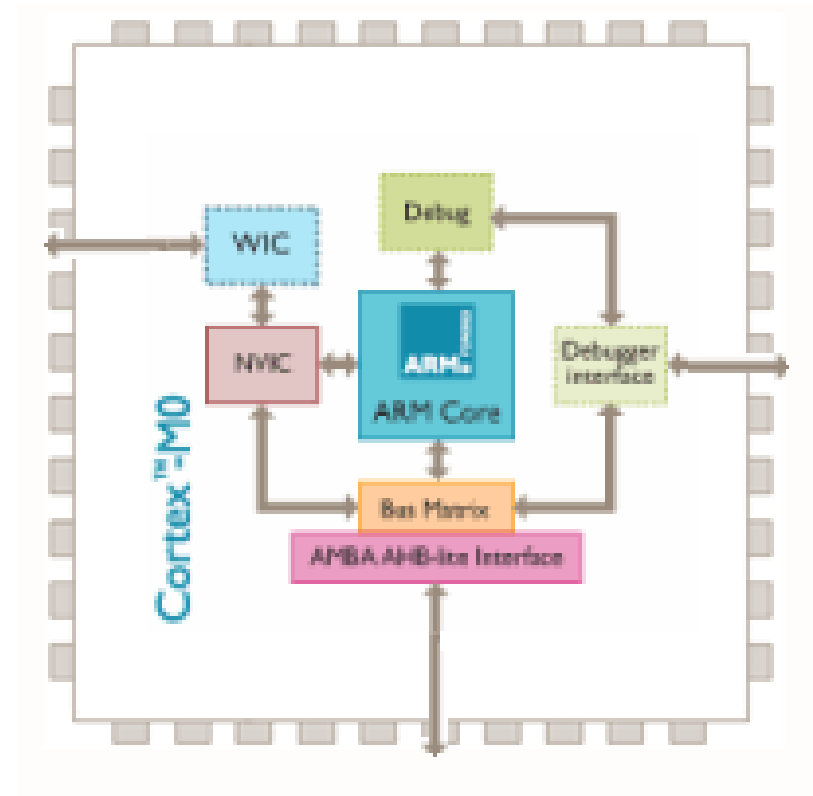 Debug
WIC
NVIC
ARM
ARM Core
Debugger
interface
Cortex™-M0
Bus Matrix
AMBA AHB-lite Interface